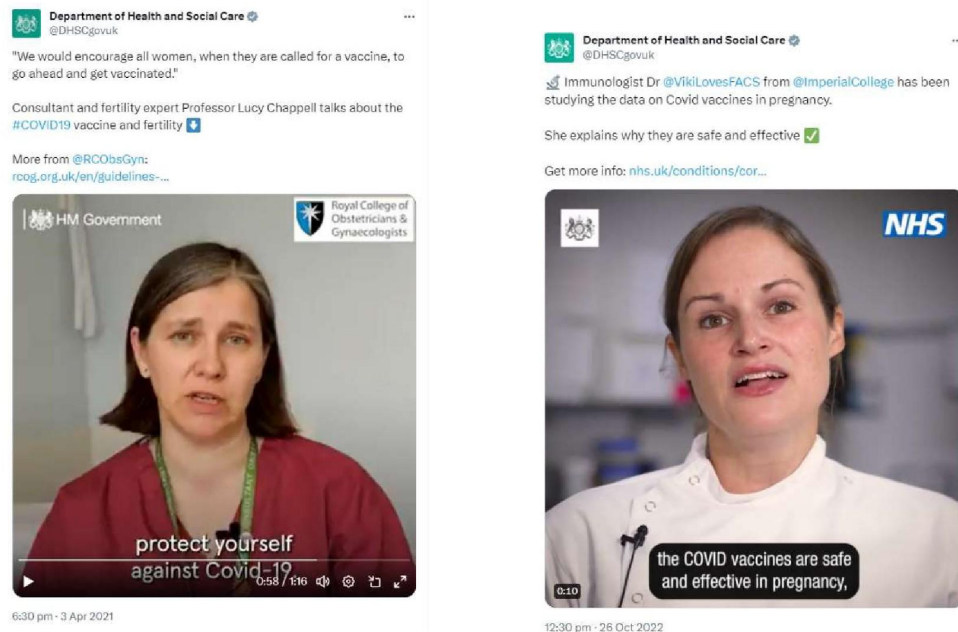 Department of Health and Social Care
@DHSCgovuk
"We would encourage all women, when they are called for a vaccine, to
go ahead and get vaccinated."
Consultant and fertility expert Professor Lucy Chappell talks about the
#COVID19 vaccine and fertility
More from @RCObsGyn:
rcog.org.uk/en/guidelines-...
HM Government
Royal College of
Obstetricians &
Gynaecologists
protect yourself
against Covid-19
0:58 / 1:16
6:30 pm · 3 Apr 2021
Department of Health and Social Care
@DHSCgovuk
Immunologist Dr @VikiLovesFACS from @ImperialCollege has been
studying the data on Covid vaccines in pregnancy.
She explains why they are safe and effective
Get more info: nhs.uk/conditions/cor...
NHS
the COVID vaccines are safe
and effective in pregnancy,
0:10
12:30 pm · 26 Oct 2022